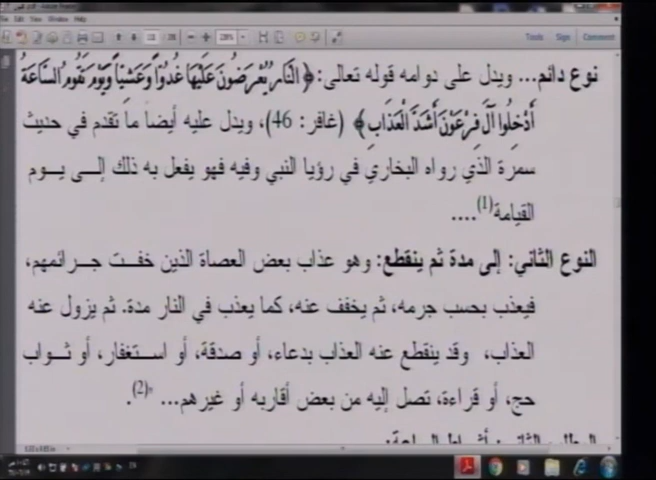 Tools Sign Comment
نوع دائم... ويدل على دوامه قوله تعالى: ﴿النَّارُ يُعْرَضُونَ عَلَيْهَا غُدُوًّا وَعَشِيًّا وَيَوْمَ تَقُومُ السَّاعَةُ
أَدْخِلُوا آلَ فِرْعَوْنَ أَشَدَّ الْعَذَابِ﴾ (غافر: 46)، ويدل عليه أيضاً ما تقدم في حديث
سمرة الذي رواه البخاري في رؤيا النبي وفيه فهو يفعل به ذلك إلى يوم
القيامة(1)....
النوع الثاني: إلى مدة ثم ينقطع: وهو عذاب بعض العصاة الذين خفت جرائمهم،
فيعذب بحسب جرمه، ثم يخفف عنه، كما يعذب في النار مدة. ثم يزول عنه
العذاب، وقد ينقطع عنه العذاب بدعاء، أو صدقة، أو استغفار، أو ثواب
حج، أو قراءة، تصل إليه من بعض أقاربه أو غيرهم... "(2).